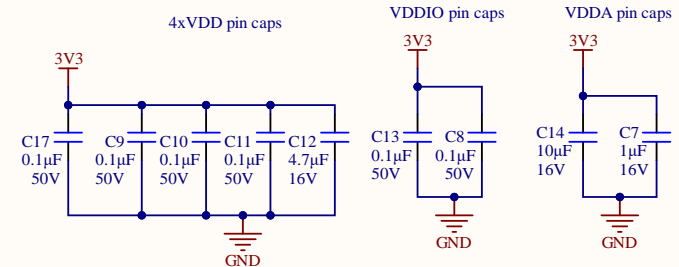 4xVDD pin caps
3V3
C17
0.1µF
50V
C9
0.1µF
50V
C10
0.1µF
50V
C11
0.1µF
50V
C12
4.7µF
16V
GND
VDDIO pin caps
3V3
C13
0.1µF
50V
C8
0.1µF
50V
GND
VDDA pin caps
3V3
C14
10µF
16V
C7
1µF
16V
GND